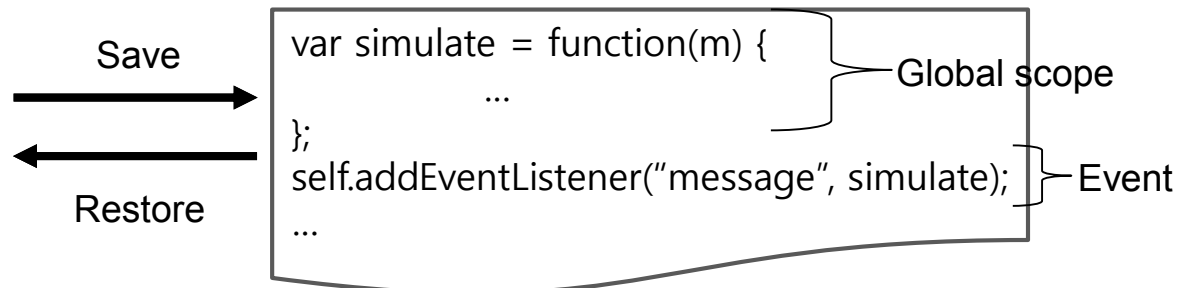 Save
Restore
var simulate = function(m) {
...
};
self.addEventListener(“message”, simulate);
...
Global scope
Event